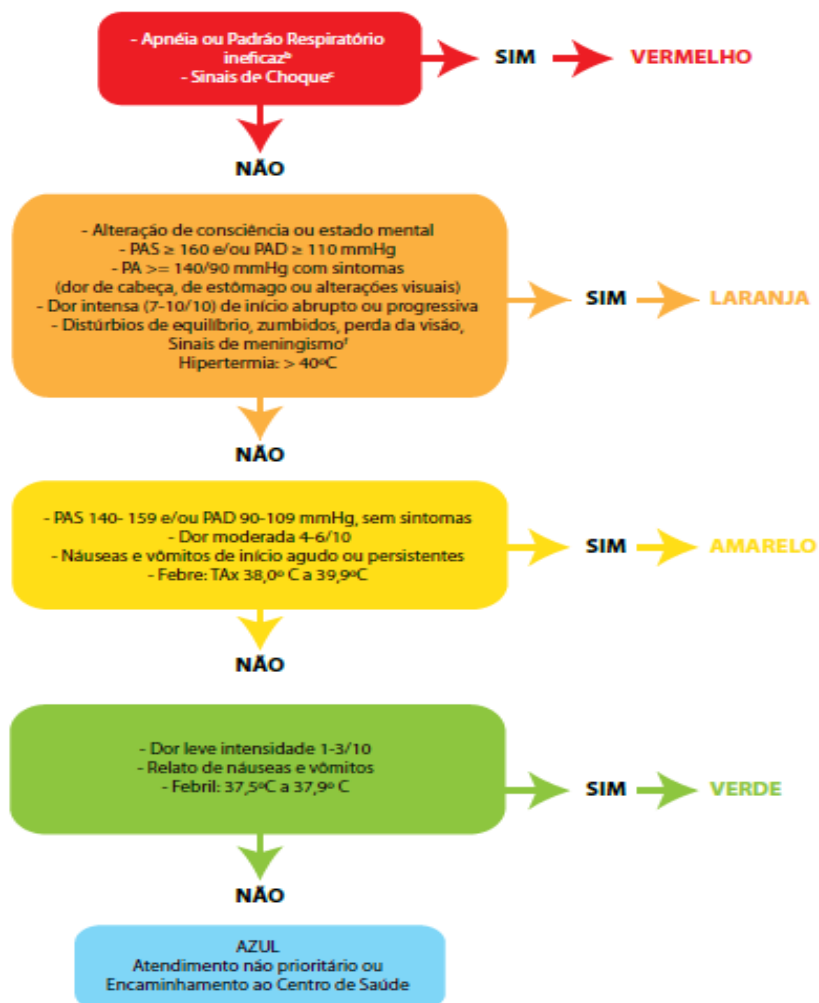 - Apnéia ou Padrão Respiratório
ineficazᵇ
- Sinais de Choqueᶜ
SIM
VERMELHO
NÃO
- Alteração de consciência ou estado mental
- PAS ≥ 160 e/ou PAD ≥ 110 mmHg
- PA >= 140/90 mmHg com sintomas
(dor de cabeça, de estômago ou alterações visuais)
- Dor intensa (7-10/10) de início abrupto ou progressiva
- Distúrbios de equilíbrio, zumbidos, perda da visão,
Sinais de meningismoᶠ
Hipertermia: > 40ºC
SIM
LARANJA
NÃO
- PAS 140- 159 e/ou PAD 90-109 mmHg, sem sintomas
- Dor moderada 4-6/10
- Náuseas e vômitos de início agudo ou persistentes
- Febre: TAx 38,0º C a 39,9ºC
SIM
AMARELO
NÃO
- Dor leve intensidade 1-3/10
- Relato de náuseas e vômitos
- Febril: 37,5ºC a 37,9º C
SIM
VERDE
NÃO
AZUL
Atendimento não prioritário ou
Encaminhamento ao Centro de Saúde